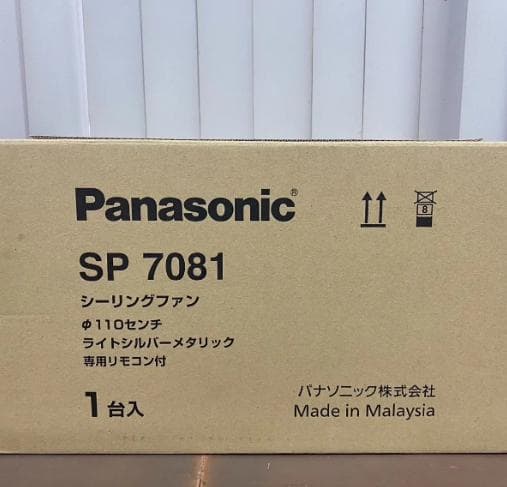 Panasonic®
SP 7081
シーリングファン
φ110センチ
ライトシルバーメタリック
専用リモコン付
1台入
8
パナソニック株式会社
Made in Malaysia